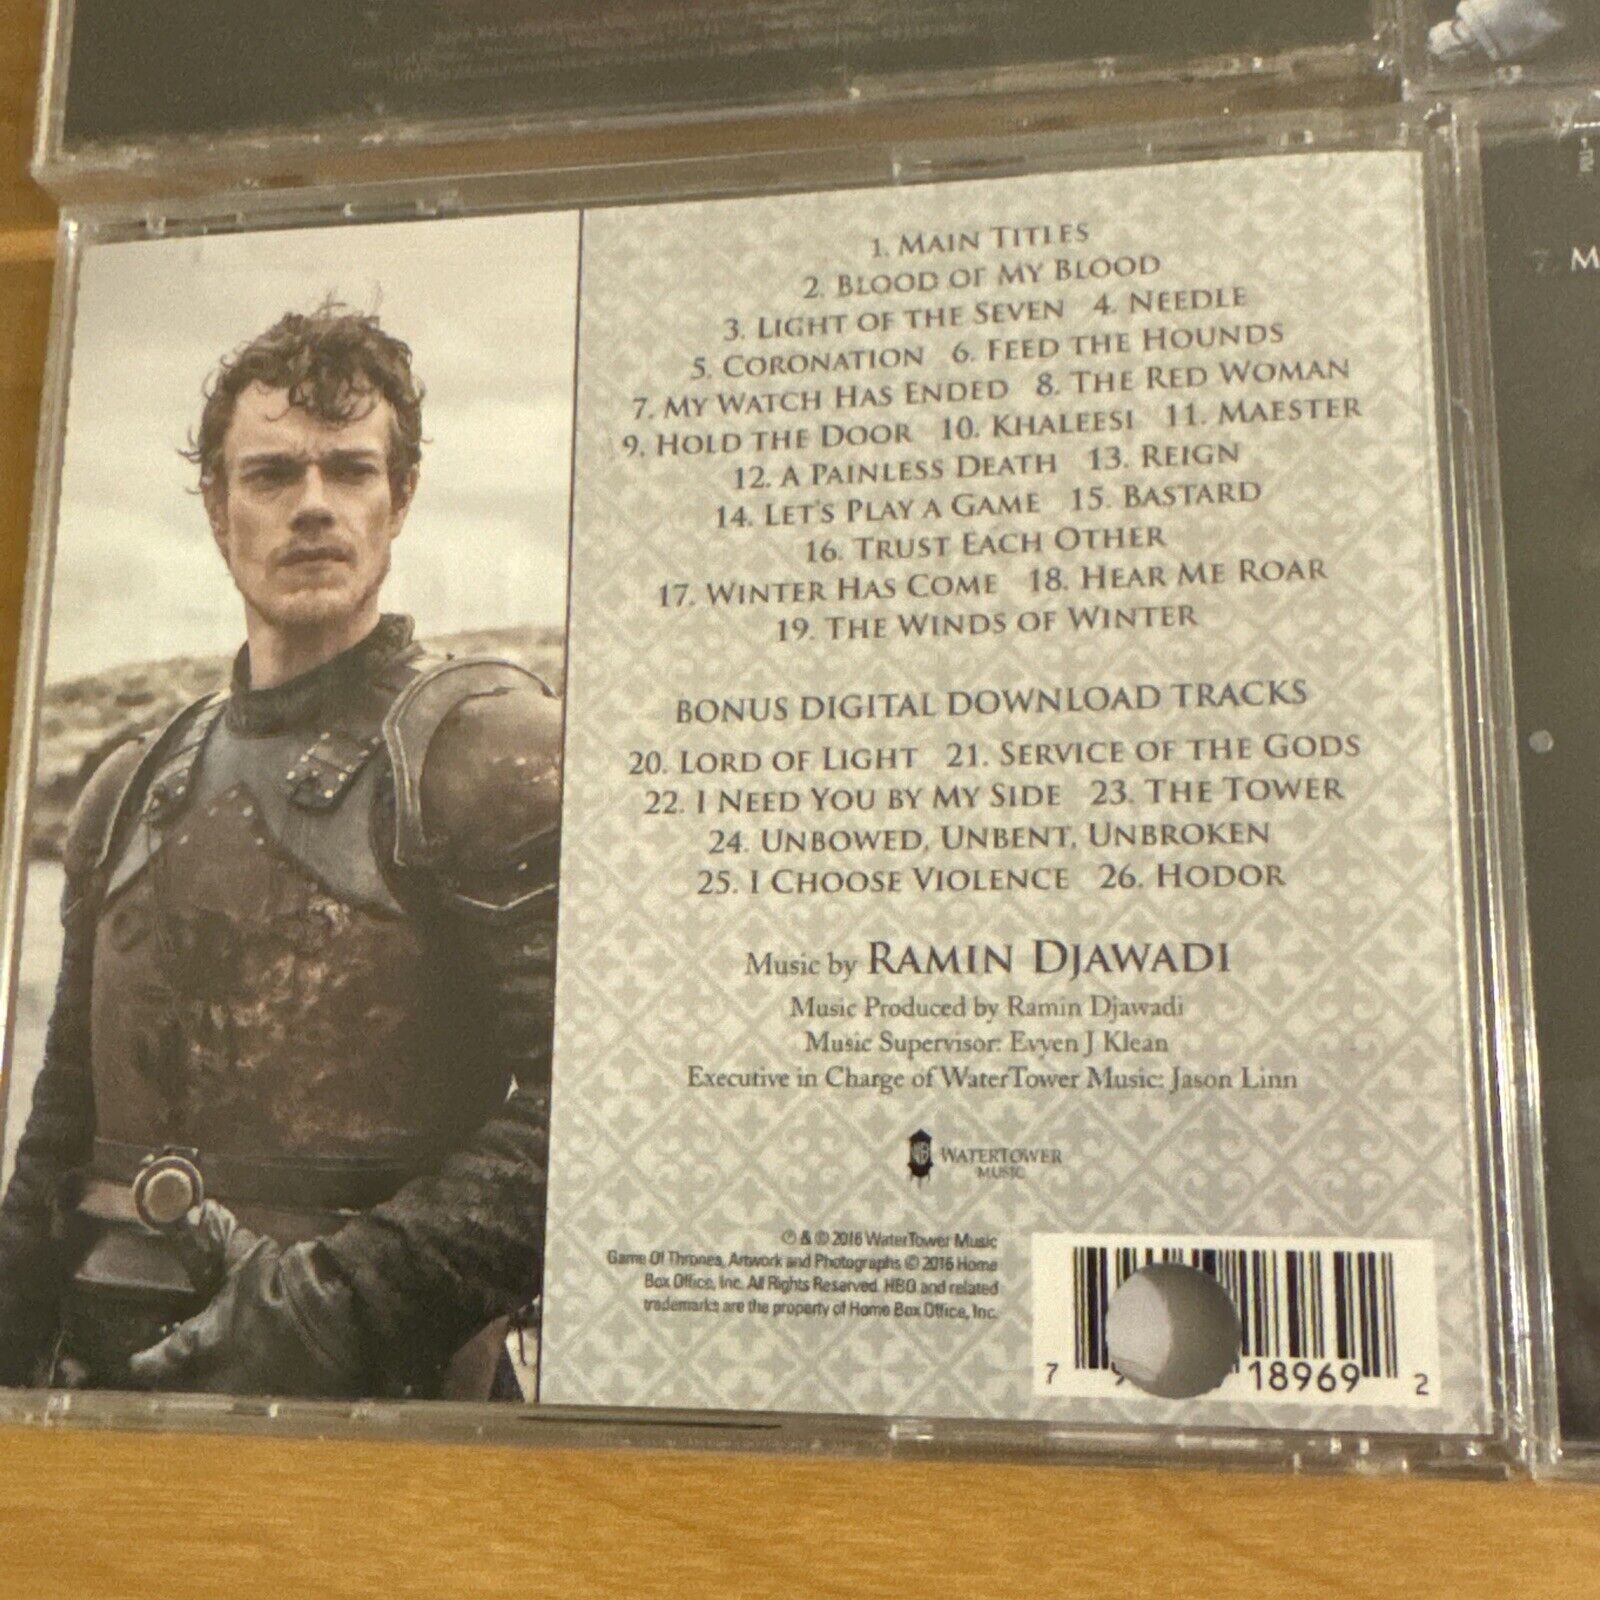 1. MAIN TITLES
2. BLOOD OF MY BLOOD
3. LIGHT OF THE SEVEN 4. NEEDLE
5. CORONATION 6. FEED THE HOUNDS
7. MY WATCH HAS ENDED 8. THE RED WOMAN
9. HOLD THE DOOR 10. KHALEESI 11. MAESTER
12. A PAINLESS DEATH 13. REIGN
14. LET'S PLAY A GAME 15. BASTARD
16. TRUST EACH OTHER
17. WINTER HAS COME 18. HEAR ME ROAR
19. THE WINDS OF WINTER
BONUS DIGITAL DOWNLOAD TRACKS
20. LORD OF LIGHT 21. SERVICE OF THE GODS
22. I NEED YOU BY MY SIDE 23. THE TOWER
24. UNBOWED, UNBENT, UNBROKEN
25. I CHOOSE VIOLENCE 26. HODOR
Music by RAMIN DJAWADI
Music Produced by Ramin Djawadi
Music Supervisor: Evyen J Klean
Executive in Charge of WaterTower Music: Jason Linn
WATERTOWER
MUSIC
℗ & © 2016 WaterTower Music
Game Of Thrones, Artwork and Photographs © 2016 Home
Box Office, Inc. All Rights Reserved. HBO and related
trademarks are the property of Home Box Office, Inc.
7 18969 2
7. M